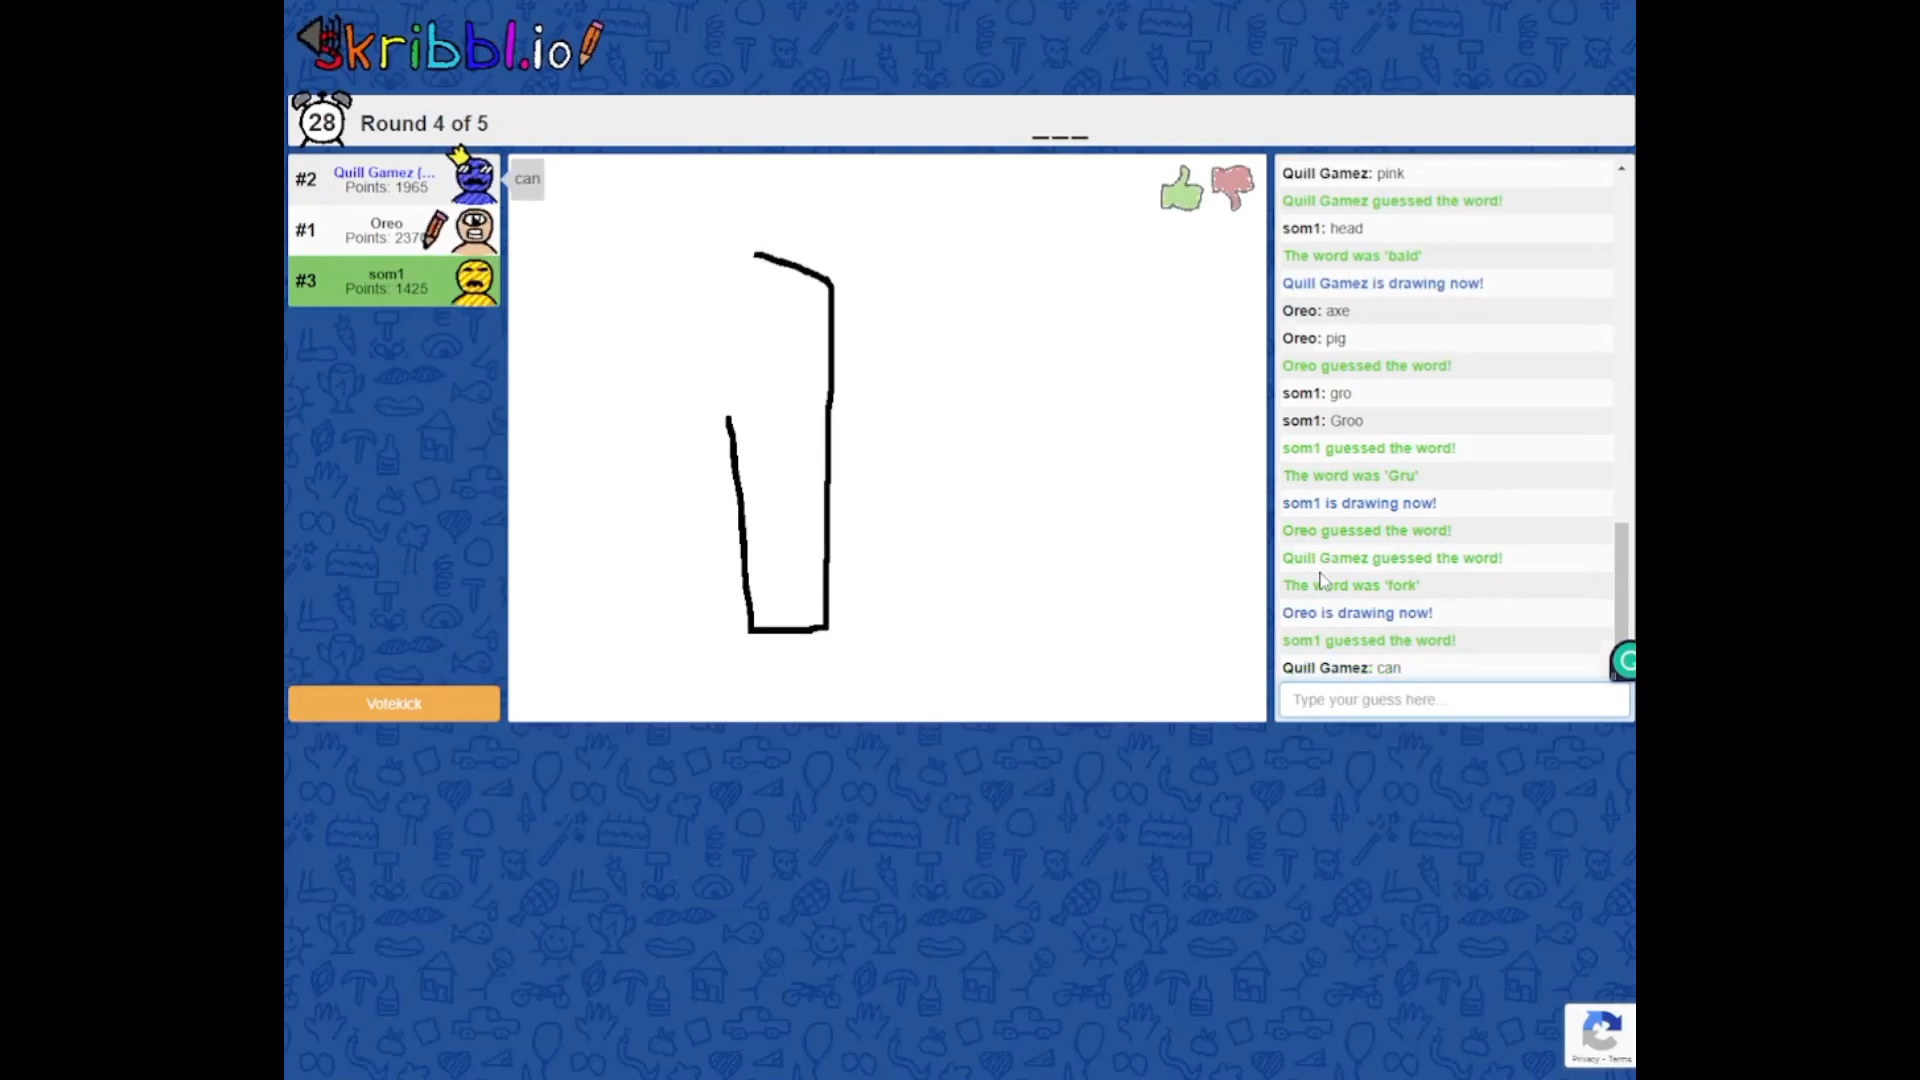 skribbl.io
28 Round 4 of 5
_ _ _
#2 Quill Gamez (...
Points: 1965
can
#1 Oreo
Points: 2370
#3 som1
Points: 1425
Votekick
Quill Gamez: pink
Quill Gamez guessed the word!
som1: head
The word was 'bald'
Quill Gamez is drawing now!
Oreo: axe
Oreo: pig
Oreo guessed the word!
som1: gro
som1: Groo
som1 guessed the word!
The word was 'Gru'
som1 is drawing now!
Oreo guessed the word!
Quill Gamez guessed the word!
The word was 'fork'
Oreo is drawing now!
som1 guessed the word!
Quill Gamez: can
Type your guess here...
Privacy - Terms